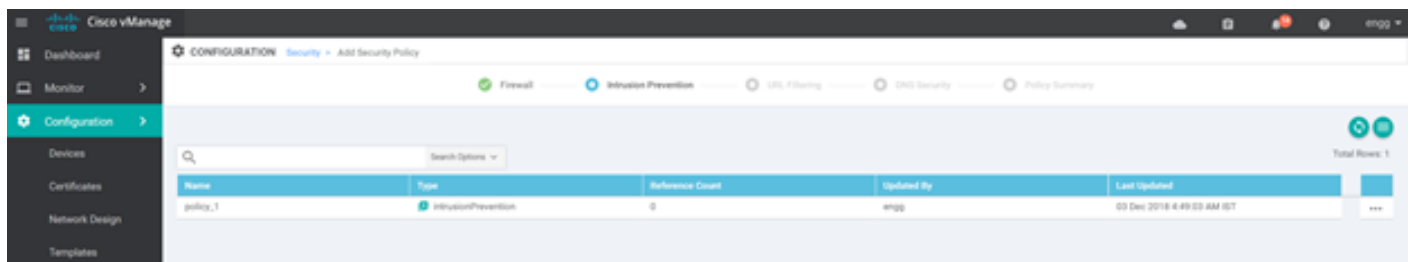 cisco Cisco vManage engg
Dashboard
CONFIGURATION Security > Add Security Policy
Monitor
Firewall Intrusion Prevention URL Filtering DNS Security Policy Summary
Configuration
Devices
Search Options
Total Rows: 1
Certificates
Name Type Reference Count Updated By Last Updated
policy_1 intrusionPrevention 0 engg 03 Dec 2018 4:49:03 AM IST
Network Design
Templates